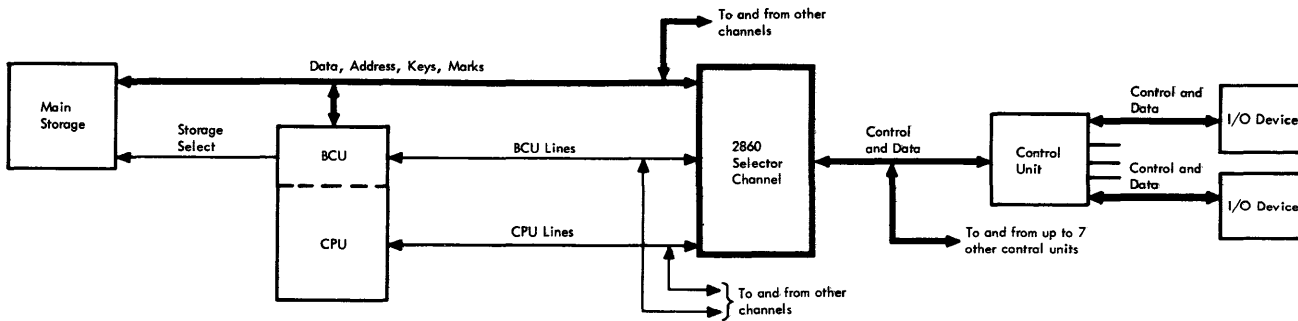 To and from other
channels
Data, Address, Keys, Marks
Main
Storage
Storage
Select
BCU
CPU
BCU Lines
CPU Lines
2860
Selector
Channel
To and from other
channels
Control
and Data
To and from up to 7
other control units
Control
Unit
Control and
Data
Control and
Data
I/O Device
I/O Device